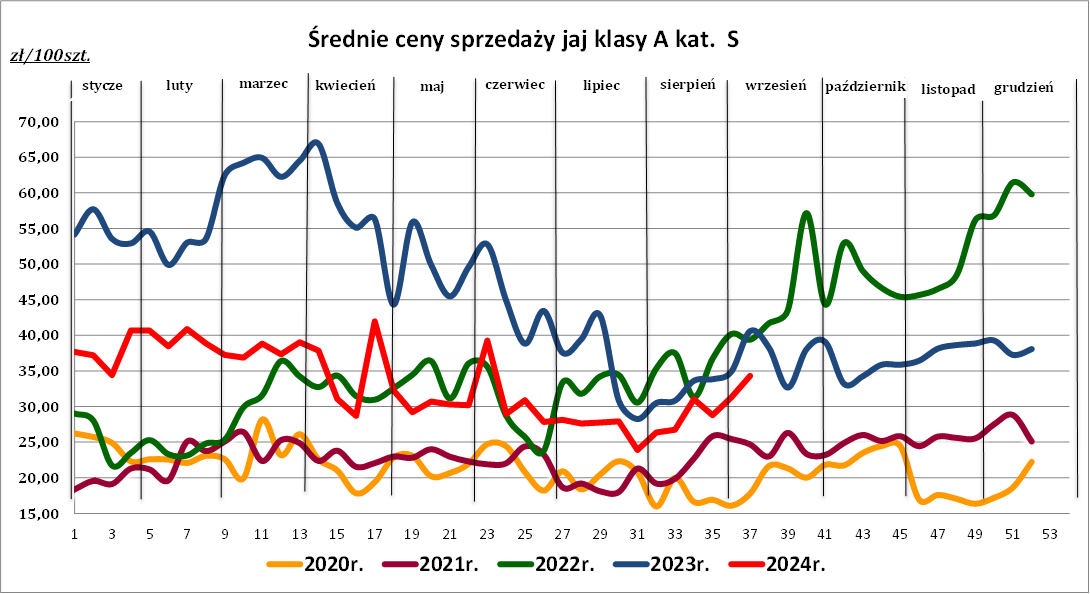 Średnie ceny sprzedaży jaj klasy A kat. S
zł/100szt.
stycze luty marzec kwiecień maj czerwiec lipiec sierpień wrzesień październik listopad grudzień
70,00
65,00
60,00
55,00
50,00
45,00
40,00
35,00
30,00
25,00
20,00
15,00
1 3 5 7 9 11 13 15 17 19 21 23 25 27 29 31 33 35 37 39 41 43 45 47 49 51 53
2020r. 2021r. 2022r. 2023r. 2024r.